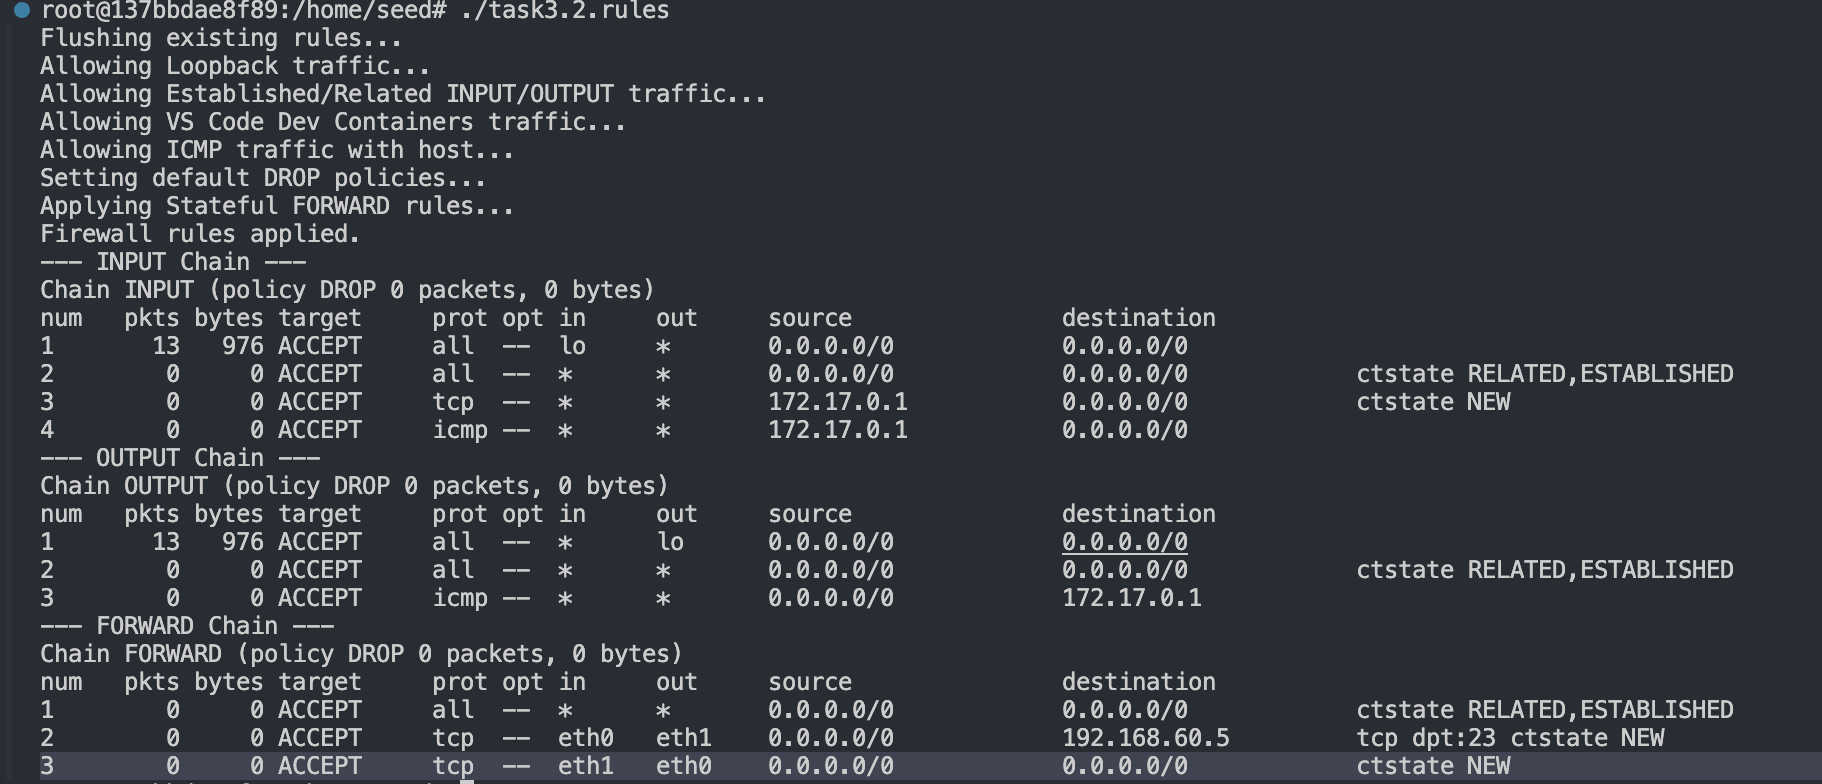 root@137bbdae8f89:/home/seed# ./task3.2.rules
Flushing existing rules...
Allowing Loopback traffic...
Allowing Established/Related INPUT/OUTPUT traffic...
Allowing VS Code Dev Containers traffic...
Allowing ICMP traffic with host...
Setting default DROP policies...
Applying Stateful FORWARD rules...
Firewall rules applied.
--- INPUT Chain ---
Chain INPUT (policy DROP 0 packets, 0 bytes)
num   pkts bytes target     prot opt in     out     source               destination
1       13   976 ACCEPT     all  --  lo     *       0.0.0.0/0            0.0.0.0/0
2        0     0 ACCEPT     all  --  *      *       0.0.0.0/0            0.0.0.0/0            ctstate RELATED,ESTABLISHED
3        0     0 ACCEPT     tcp  --  *      *       172.17.0.1           0.0.0.0/0            ctstate NEW
4        0     0 ACCEPT     icmp --  *      *       172.17.0.1           0.0.0.0/0
--- OUTPUT Chain ---
Chain OUTPUT (policy DROP 0 packets, 0 bytes)
num   pkts bytes target     prot opt in     out     source               destination
1       13   976 ACCEPT     all  --  *      lo      0.0.0.0/0            0.0.0.0/0
2        0     0 ACCEPT     all  --  *      *       0.0.0.0/0            0.0.0.0/0            ctstate RELATED,ESTABLISHED
3        0     0 ACCEPT     icmp --  *      *       0.0.0.0/0            172.17.0.1
--- FORWARD Chain ---
Chain FORWARD (policy DROP 0 packets, 0 bytes)
num   pkts bytes target     prot opt in     out     source               destination
1        0     0 ACCEPT     all  --  *      *       0.0.0.0/0            0.0.0.0/0            ctstate RELATED,ESTABLISHED
2        0     0 ACCEPT     tcp  --  eth0   eth1    0.0.0.0/0            192.168.60.5         tcp dpt:23 ctstate NEW
3        0     0 ACCEPT     tcp  --  eth1   eth0    0.0.0.0/0            0.0.0.0/0            ctstate NEW